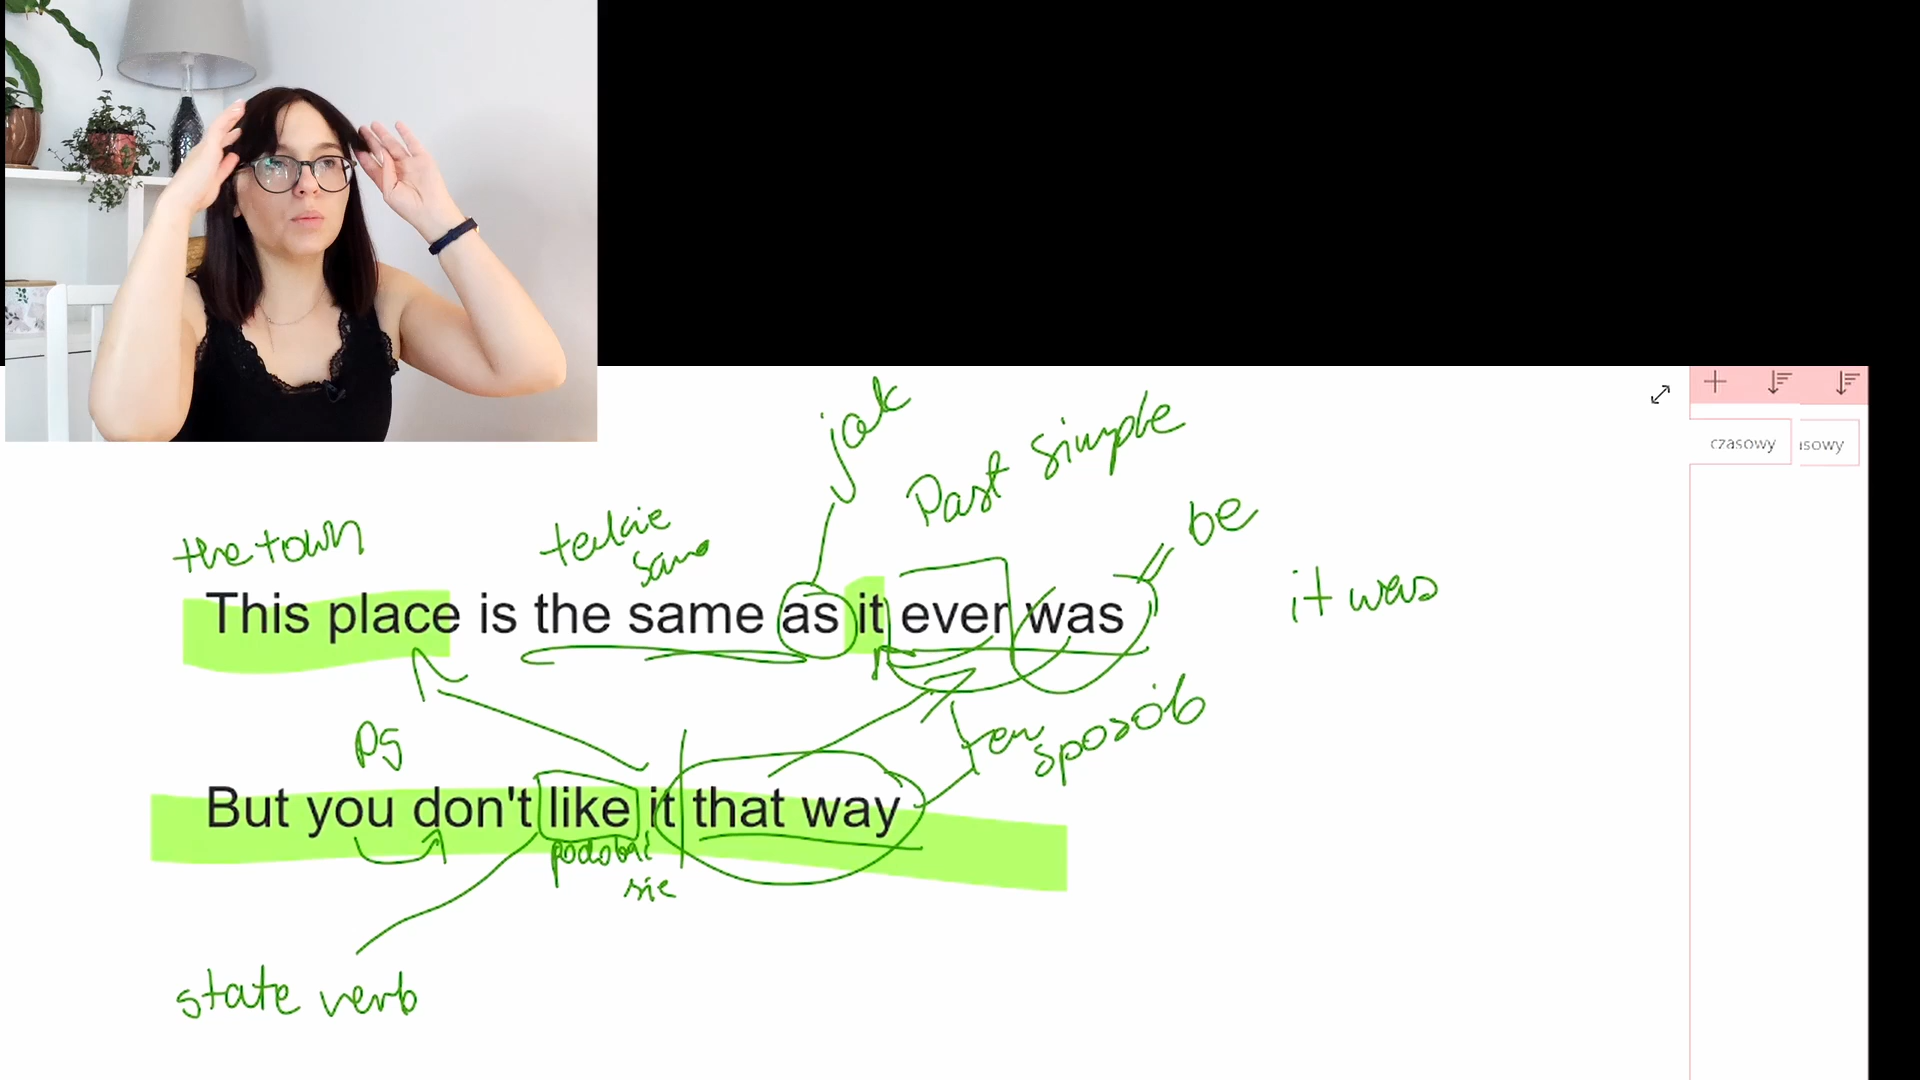 jak
Past simple
be
the town
takie
samo
it was
This place is the same as it ever was
ten
sposób
PS
But you don't like it that way
podobać
się
state verb
czasowy
asowy